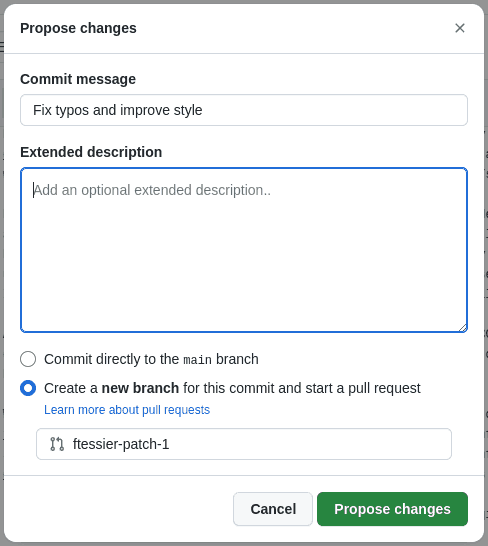 Propose changes
Commit message
Fix typos and improve style
Extended description
Add an optional extended description..
Commit directly to the main branch
Create a new branch for this commit and start a pull request
Learn more about pull requests
ftessier-patch-1
Cancel
Propose changes